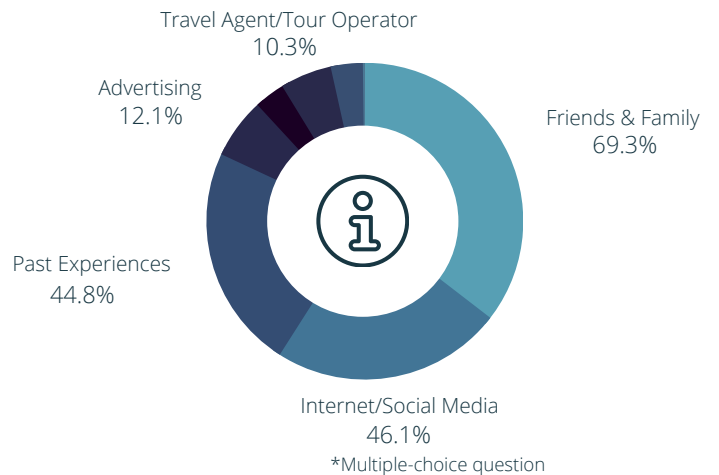 Travel Agent/Tour Operator
10.3%
Advertising
12.1%
Friends & Family
69.3%
Past Experiences
44.8%
Internet/Social Media
46.1%
*Multiple-choice question